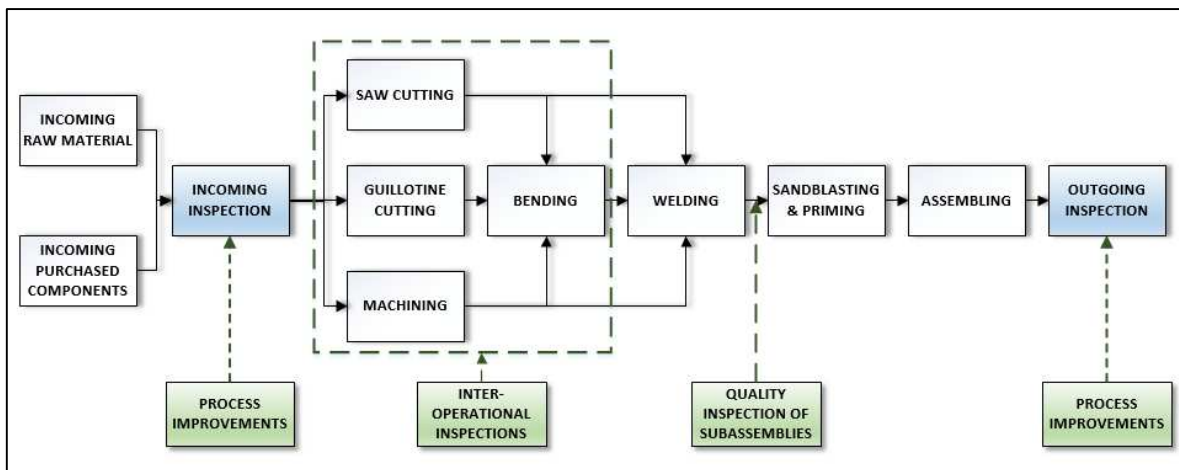 INCOMING
RAW MATERIAL
INCOMING
PURCHASED
COMPONENTS
INCOMING
INSPECTION
SAW CUTTING
GUILLOTINE
CUTTING
MACHINING
BENDING
WELDING
SANDBLASTING
& PRIMING
ASSEMBLING
OUTGOING
INSPECTION
PROCESS
IMPROVEMENTS
INTER-
OPERATIONAL
INSPECTIONS
QUALITY
INSPECTION OF
SUBASSEMBLIES
PROCESS
IMPROVEMENTS